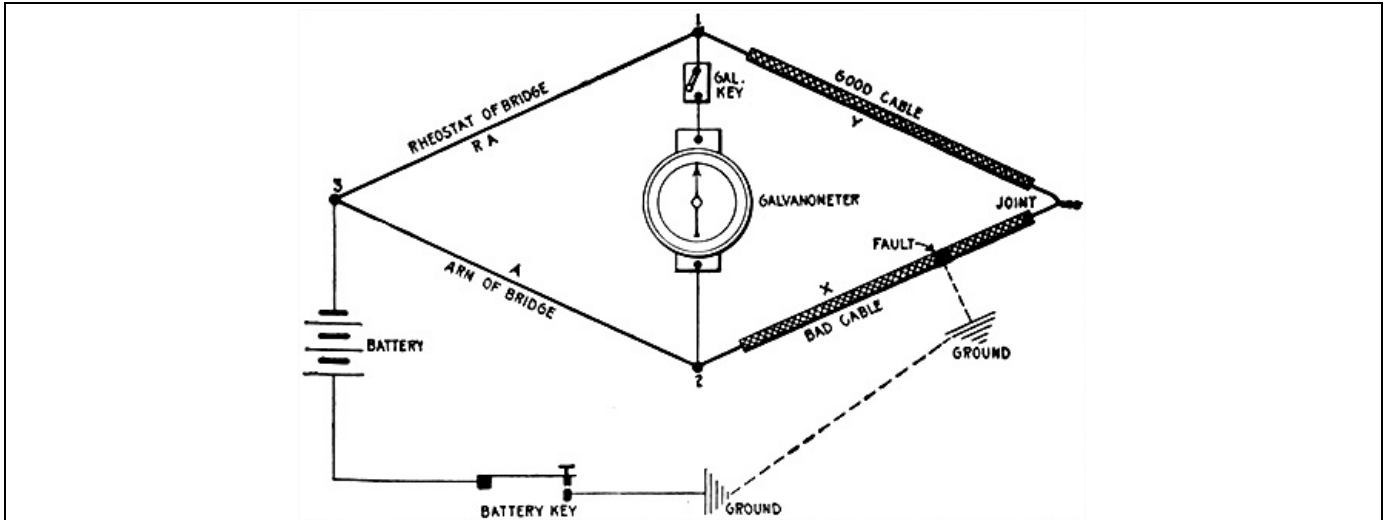 1
GAL.
KEY
GOOD CABLE
Y
RHEOSTAT OF BRIDGE
RA
3
GALVANOMETER
JOINT
FAULT
A
ARM OF BRIDGE
X
BAD CABLE
BATTERY
GROUND
2
BATTERY KEY
GROUND